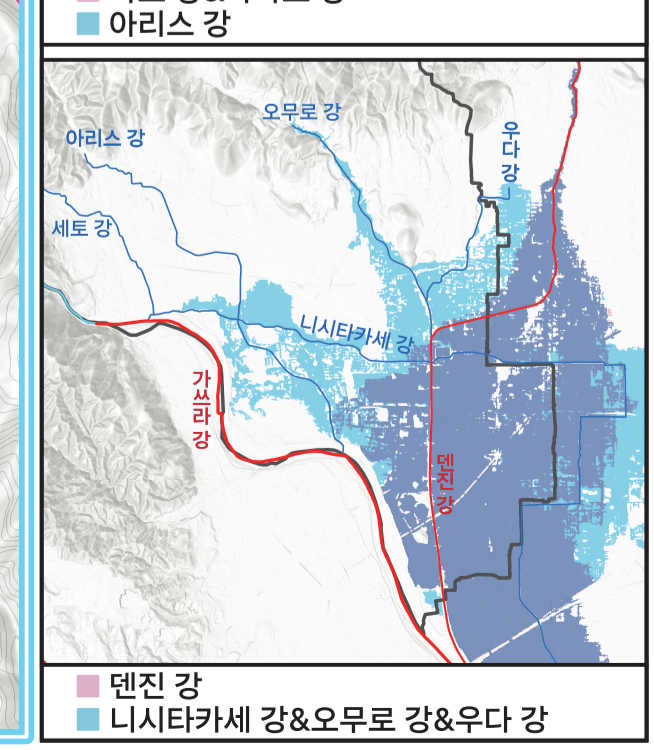 아리스 강
오무로 강
아리스 강
우다 강
세토 강
니시타카세 강
가쓰라 강
덴진 강
덴진 강
니시타카세 강&오무로 강&우다 강